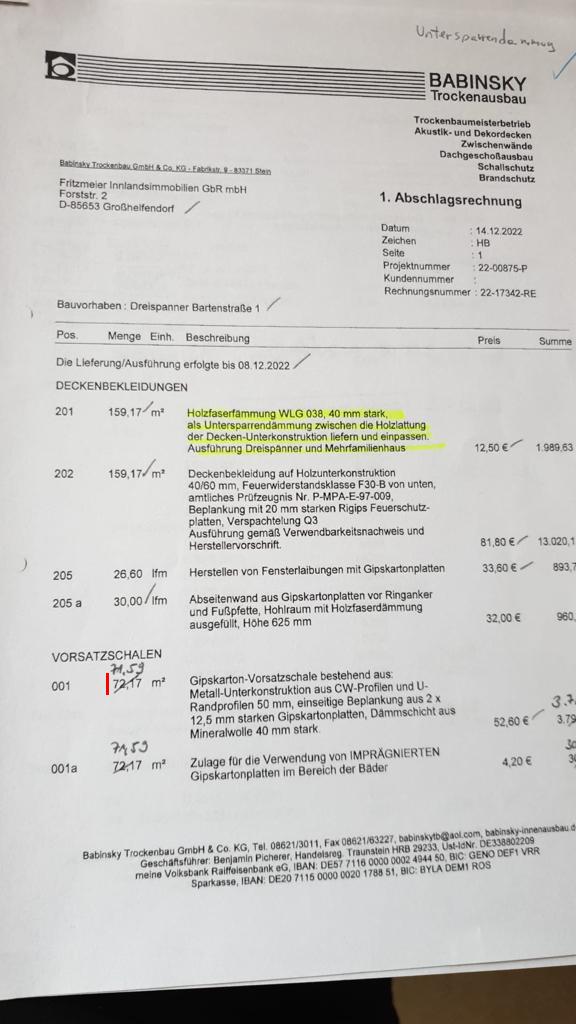 Untersparrendämmung
BABINSKY
Trockenausbau
Trockenbaumeisterbetrieb
Akustik- und Dekordecken
Zwischenwände
Dachgeschoßausbau
Schallschutz
Brandschutz
Babinsky Trockenbau GmbH & Co. KG - Fabrikstr. 9 - 83371 Stein
Fritzmeier Innlandsimmobilien GbR mbH
Forststr. 2
D-85653 Großhelfendorf
1. Abschlagsrechnung
Datum : 14.12.2022
Zeichen : HB
Seite : 1
Projektnummer : 22-00875-P
Kundennummer :
Rechnungsnummer : 22-17342-RE
Bauvorhaben : Dreispanner Bartenstraße 1
Pos. Menge Einh. Beschreibung Preis Summe
Die Lieferung/Ausführung erfolgte bis 08.12.2022
DECKENBEKLEIDUNGEN
201 159,17 m² Holzfaserfämmung WLG 038, 40 mm stark,
als Untersparrendämmung zwischen die Holzlattung
der Decken-Unterkonstruktion liefern und einpassen.
Ausführung Dreispänner und Mehrfamilienhaus 12,50 € 1.989,63
202 159,17 m² Deckenbekleidung auf Holzunterkonstruktion
40/60 mm, Feuerwiderstandsklasse F30-B von unten,
amtliches Prüfzeugnis Nr. P-MPA-E-97-009,
Beplankung mit 20 mm starken Rigips Feuerschutz-
platten, Verspachtelung Q3
Ausführung gemäß Verwendbarkeitsnachweis und
Herstellervorschrift. 81,80 € 13.020,1
205 26,60 lfm Herstellen von Fensterlaibungen mit Gipskartonplatten 33,60 € 893,7
205 a 30,00 lfm Abseitenwand aus Gipskartonplatten vor Ringanker
und Fußpfette, Hohlraum mit Holzfaserdämmung
ausgefüllt, Höhe 625 mm 32,00 € 960,
VORSATZSCHALEN
71,59
001 72,17 m² Gipskarton-Vorsatzschale bestehend aus:
Metall-Unterkonstruktion aus CW-Profilen und U-
Randprofilen 50 mm, einseitige Beplankung aus 2 x
12,5 mm starken Gipskartonplatten, Dämmschicht aus
Mineralwolle 40 mm stark. 52,60 € 3.79
3.7
71,59
001a 72,17 m² Zulage für die Verwendung von IMPRÄGNIERTEN
Gipskartonplatten im Bereich der Bäder 4,20 € 30
Babinsky Trockenbau GmbH & Co. KG, Tel. 08621/3011, Fax 08621/63227, babinskytb@aol.com, babinsky-innenausbau.d
Geschäftsführer: Benjamin Picherer, Handelsreg. Traunstein HRB 29233, Ust-IdNr. DE338802209
meine Volksbank Raiffeisenbank eG, IBAN: DE57 7116 0000 0002 4944 50, BIC: GENO DEF1 VRR
Sparkasse, IBAN: DE20 7115 0000 0020 1788 51, BIC: BYLA DEM1 ROS